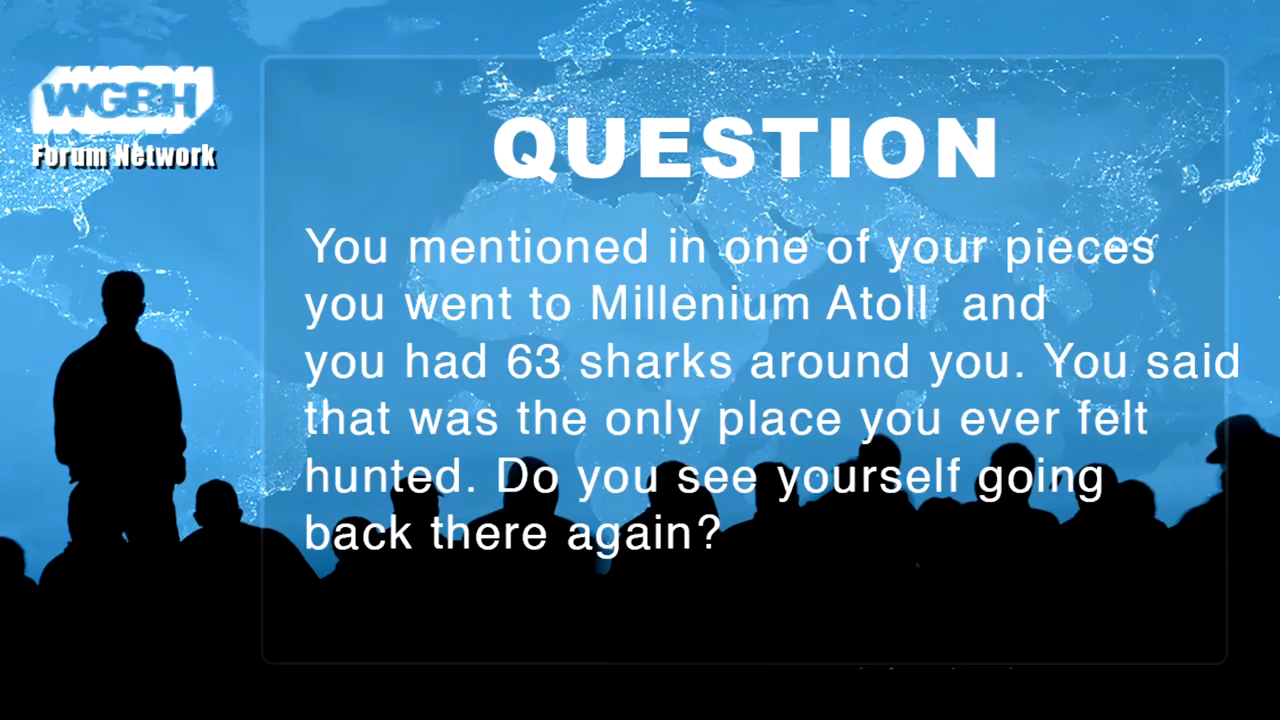 WGBH
Forum Network
QUESTION
You mentioned in one of your pieces
you went to Millenium Atoll  and
you had 63 sharks around you. You said
that was the only place you ever felt
hunted. Do you see yourself going
back there again?